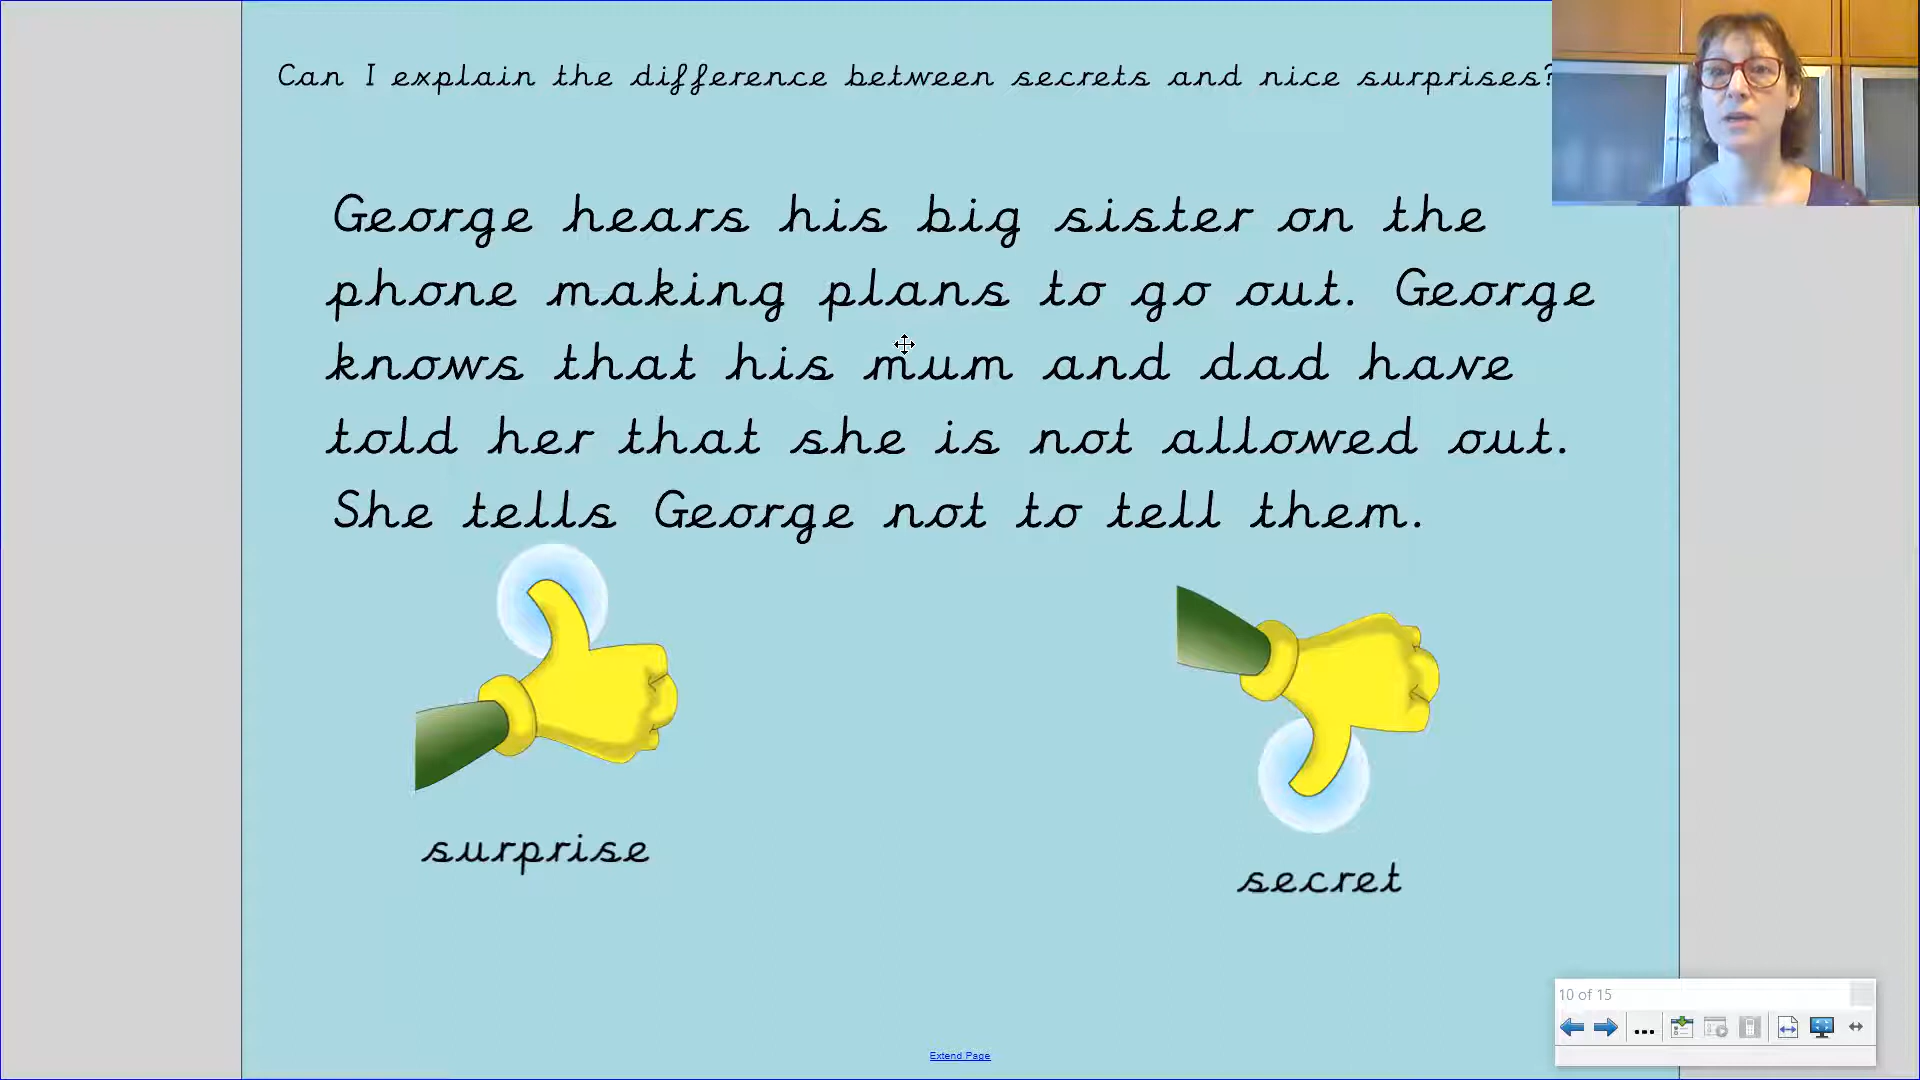 Can I explain the difference between secrets and nice surprises?
George hears his big sister on the
phone making plans to go out. George
knows that his mum and dad have
told her that she is not allowed out.
She tells George not to tell them.
surprise
secret
10 of 15
...
Extend Page